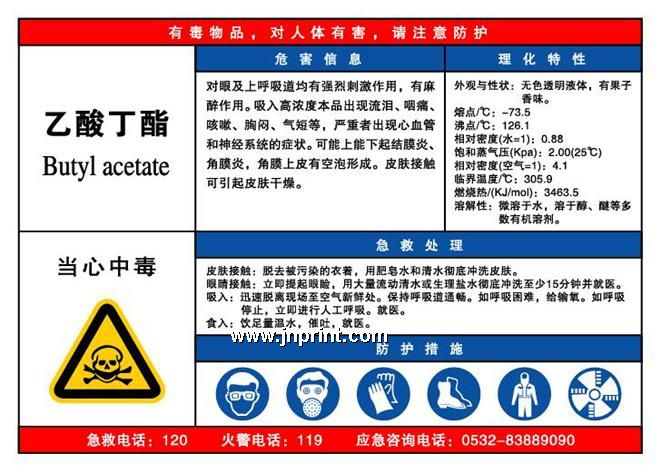 有毒物品，对人体有害，请注意防护
乙酸丁酯
Butyl acetate
危害信息
对眼及上呼吸道均有强烈刺激作用，有麻
醉作用。吸入高浓度本品出现流泪、咽痛、
咳嗽、胸闷、气短等，严重者出现心血管
和神经系统的症状。可能上能下起结膜炎、
角膜炎，角膜上皮有空泡形成。皮肤接触
可引起皮肤干燥。
理化特性
外观与性状：无色透明液体，有果子
香味。
熔点/℃：-73.5
沸点/℃：126.1
相对密度(水=1)：0.88
饱和蒸气压(Kpa)：2.00(25℃)
相对密度(空气=1)：4.1
临界温度/℃：305.9
燃烧热/(KJ/mol)：3463.5
溶解性：微溶于水，溶于醇、醚等多
数有机溶剂。
当心中毒
急救处理
皮肤接触：脱去被污染的衣着，用肥皂水和清水彻底冲洗皮肤。
眼睛接触：立即提起眼睑，用大量流动清水或生理盐水彻底冲洗至少15分钟并就医。
吸入：迅速脱离现场至空气新鲜处。保持呼吸道通畅。如呼吸困难，给输氧。如呼吸
停止，立即进行人工呼吸。就医。
食入：饮足量温水，催吐，就医。
www.jhprint.com
防护措施
急救电话：120 火警电话：119 应急咨询电话：0532-83889090